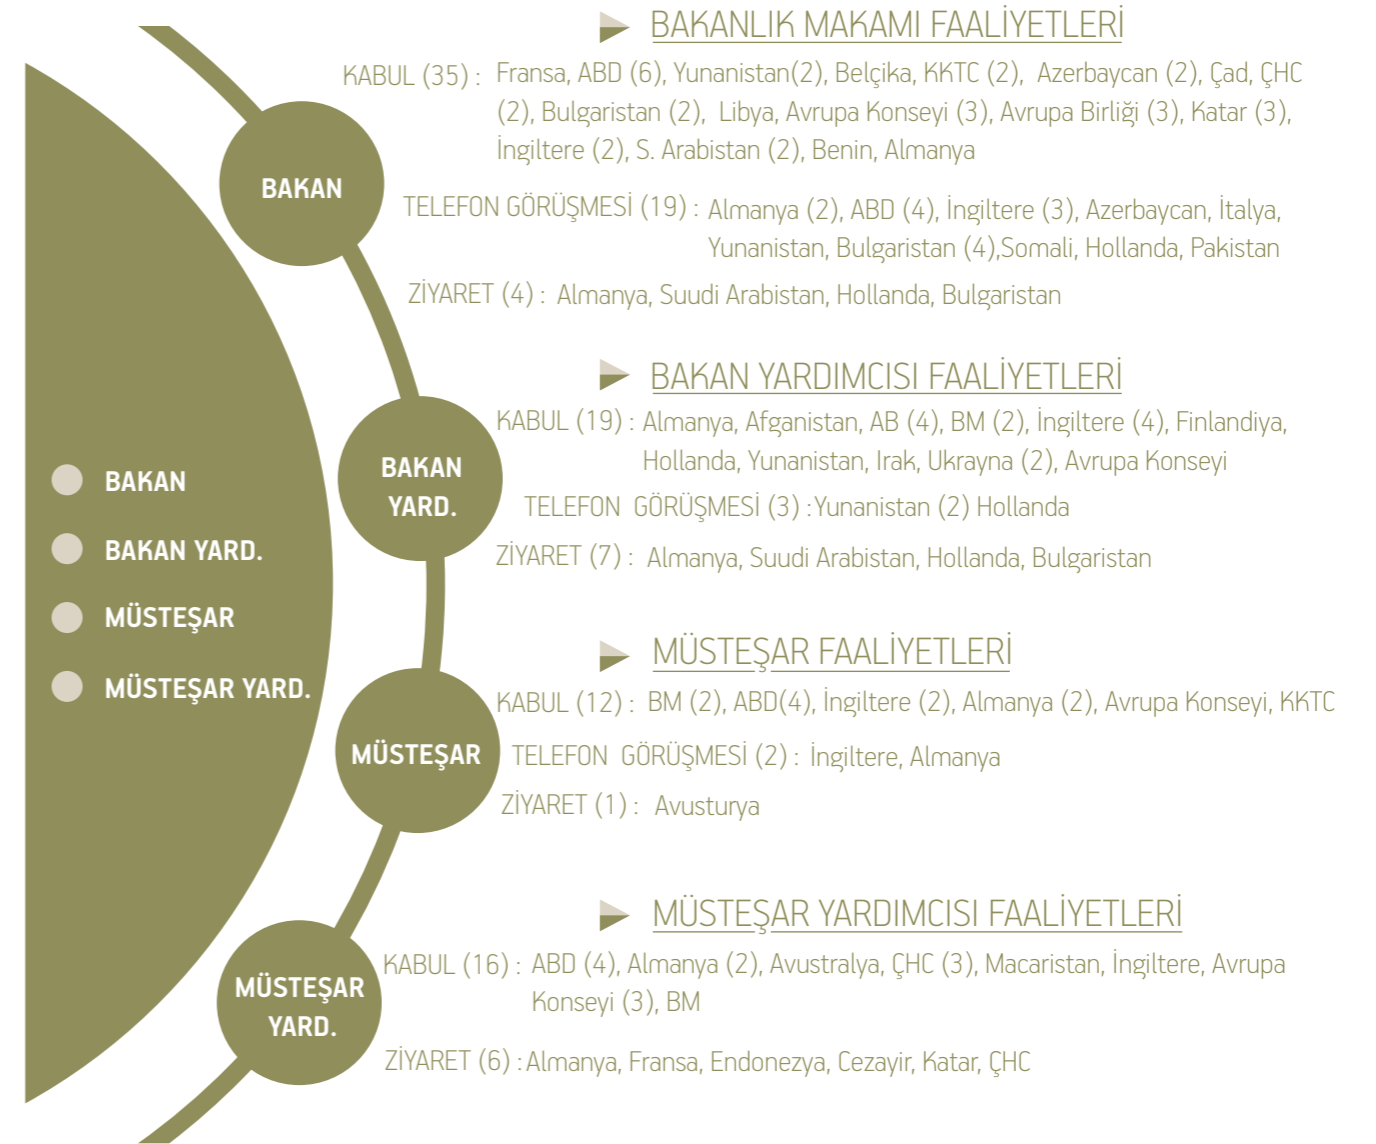 BAKANLIK MAKAMI FAALİYETLERİ
KABUL (35) : Fransa, ABD (6), Yunanistan(2), Belçika, KKTC (2), Azerbaycan (2), Çad, ÇHC
(2), Bulgaristan (2), Libya, Avrupa Konseyi (3), Avrupa Birliği (3), Katar (3),
İngiltere (2), S. Arabistan (2), Benin, Almanya
BAKAN
TELEFON GÖRÜŞMESİ (19) : Almanya (2), ABD (4), İngiltere (3), Azerbaycan, İtalya,
Yunanistan, Bulgaristan (4),Somali, Hollanda, Pakistan
ZİYARET (4) : Almanya, Suudi Arabistan, Hollanda, Bulgaristan
BAKAN YARDIMCISI FAALİYETLERİ
KABUL (19) : Almanya, Afganistan, AB (4), BM (2), İngiltere (4), Finlandiya,
Hollanda, Yunanistan, Irak, Ukrayna (2), Avrupa Konseyi
BAKAN
YARD.
TELEFON GÖRÜŞMESİ (3) :Yunanistan (2) Hollanda
ZİYARET (7) : Almanya, Suudi Arabistan, Hollanda, Bulgaristan
BAKAN
BAKAN YARD.
MÜSTEŞAR
MÜSTEŞAR YARD.
MÜSTEŞAR FAALİYETLERİ
KABUL (12) : BM (2), ABD(4), İngiltere (2), Almanya (2), Avrupa Konseyi, KKTC
MÜSTEŞAR
TELEFON GÖRÜŞMESİ (2) : İngiltere, Almanya
ZİYARET (1) : Avusturya
MÜSTEŞAR YARDIMCISI FAALİYETLERİ
KABUL (16) : ABD (4), Almanya (2), Avustralya, ÇHC (3), Macaristan, İngiltere, Avrupa
Konseyi (3), BM
MÜSTEŞAR
YARD.
ZİYARET (6) :Almanya, Fransa, Endonezya, Cezayir, Katar, ÇHC